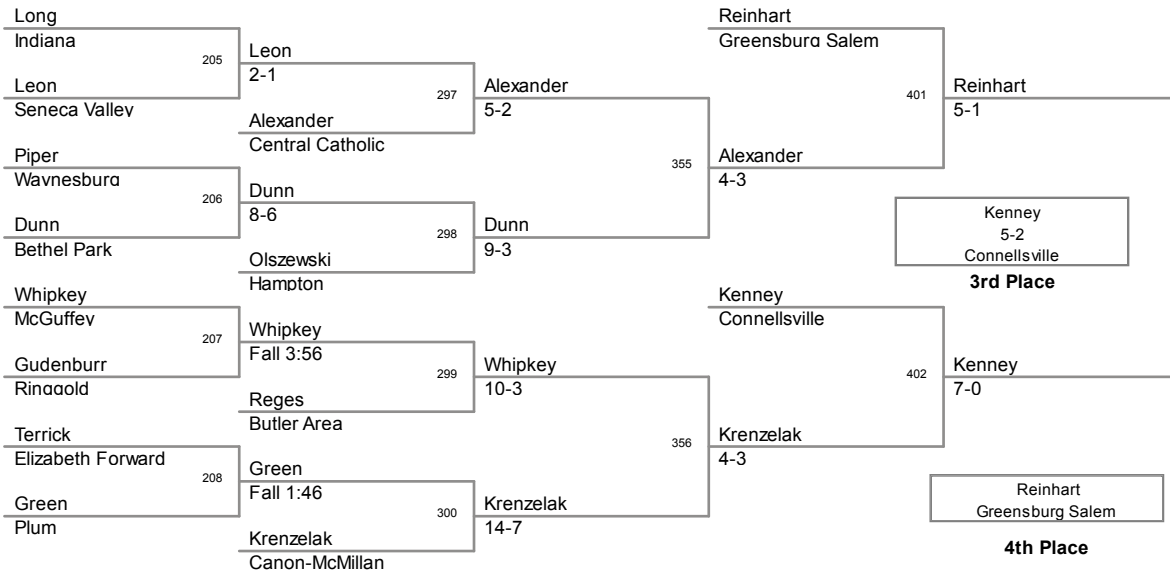 Long
Indiana
205
Leon
Seneca Valley
Leon
2-1
297
Alexander
Central Catholic
Alexander
5-2
Piper
Waynesburg
206
Dunn
Bethel Park
Dunn
8-6
298
Olszewski
Hampton
Dunn
9-3
355
Whipkey
McGuffey
207
Gudenburr
Ringgold
Whipkey
Fall 3:56
299
Reges
Butler Area
Whipkey
10-3
Terrick
Elizabeth Forward
208
Green
Plum
Green
Fall 1:46
300
Krenzelak
Canon-McMillan
Krenzelak
14-7
356
Reinhart
Greensburg Salem
401
Alexander
4-3
Reinhart
5-1
Kenney
5-2
Connellsville
3rd Place
Kenney
Connellsville
402
Krenzelak
4-3
Kenney
7-0
Reinhart
Greensburg Salem
4th Place